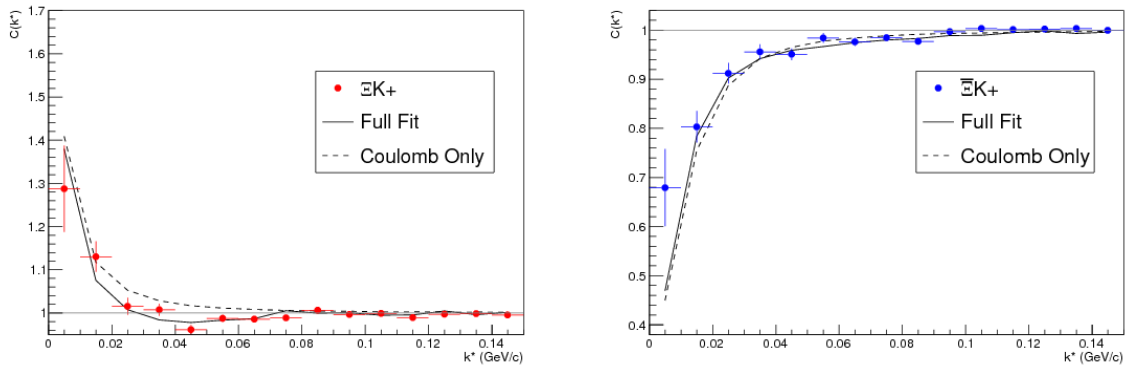 C(k*)
1.7
1.6
1.5
1.4
1.3
1.2
1.1
1
0 0.02 0.04 0.06 0.08 0.1 0.12 0.14
k* (GeV/c)
ΞK+
Full Fit
Coulomb Only
C(k*)
1
0.9
0.8
0.7
0.6
0.5
0.4
0 0.02 0.04 0.06 0.08 0.1 0.12 0.14
k* (GeV/c)
Ξ̅K+
Full Fit
Coulomb Only